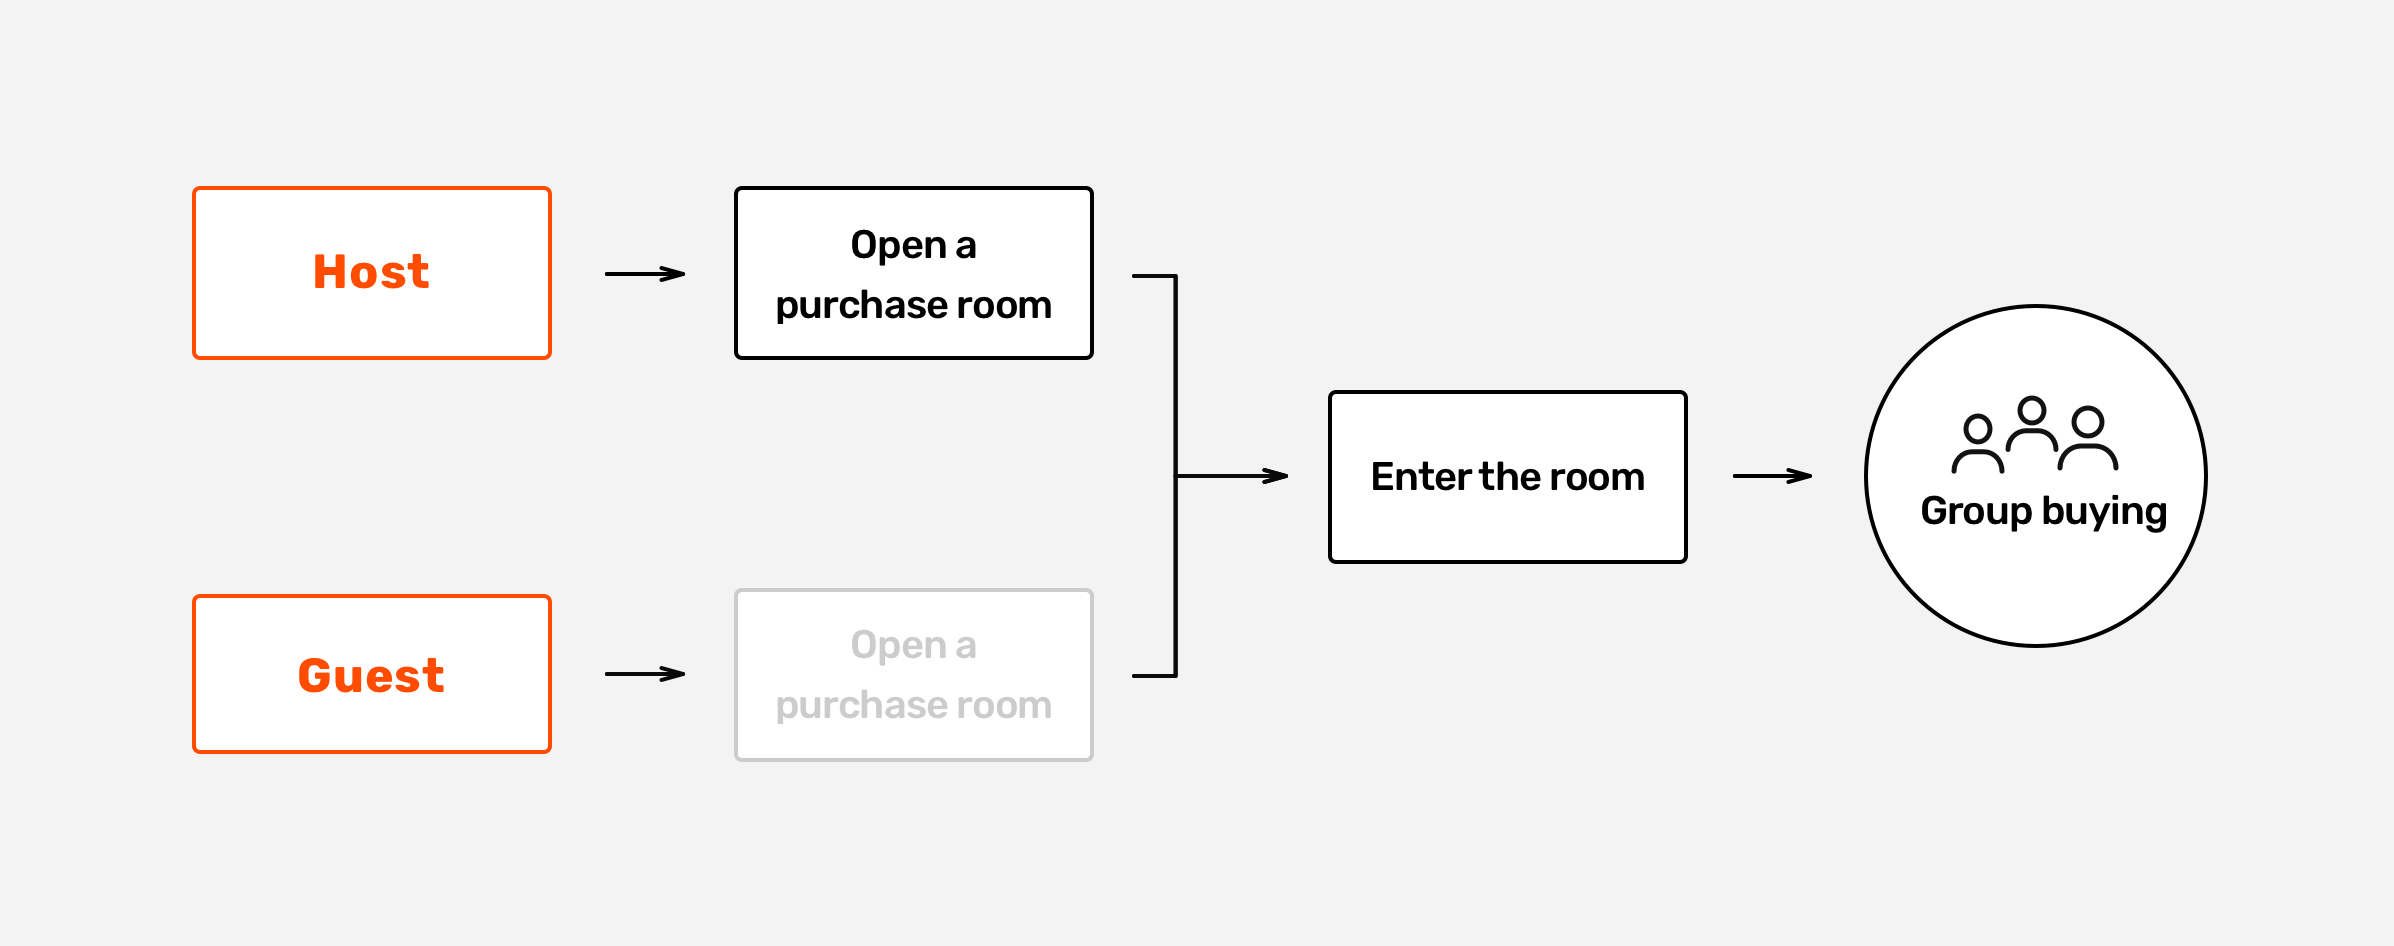 Host
Open a
purchase room
Enter the room
Group buying
Guest
Open a
purchase room